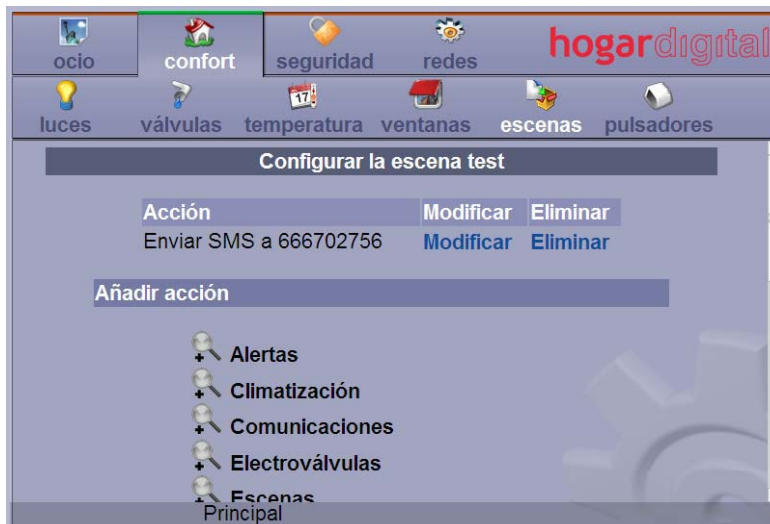 ocio confort seguridad redes hogardigital
17
luces válvulas temperatura ventanas escenas pulsadores
Configurar la escena test
Acción Modificar Eliminar
Enviar SMS a 666702756 Modificar Eliminar
Añadir acción
Alertas
Climatización
Comunicaciones
Electroválvulas
Escenas
Principal